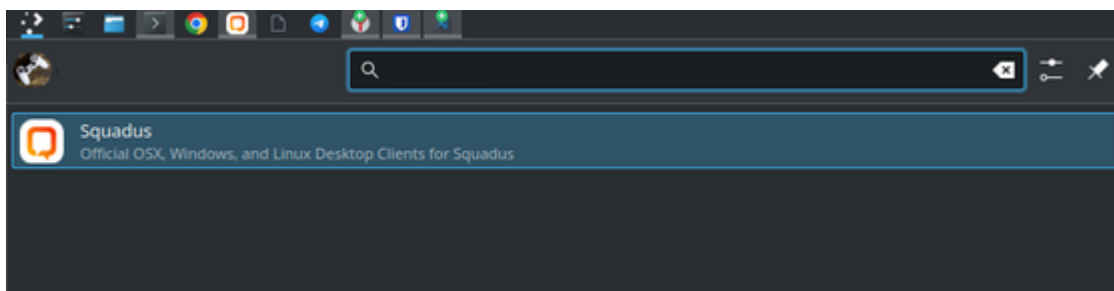 Squadus
Official OSX, Windows, and Linux Desktop Clients for Squadus